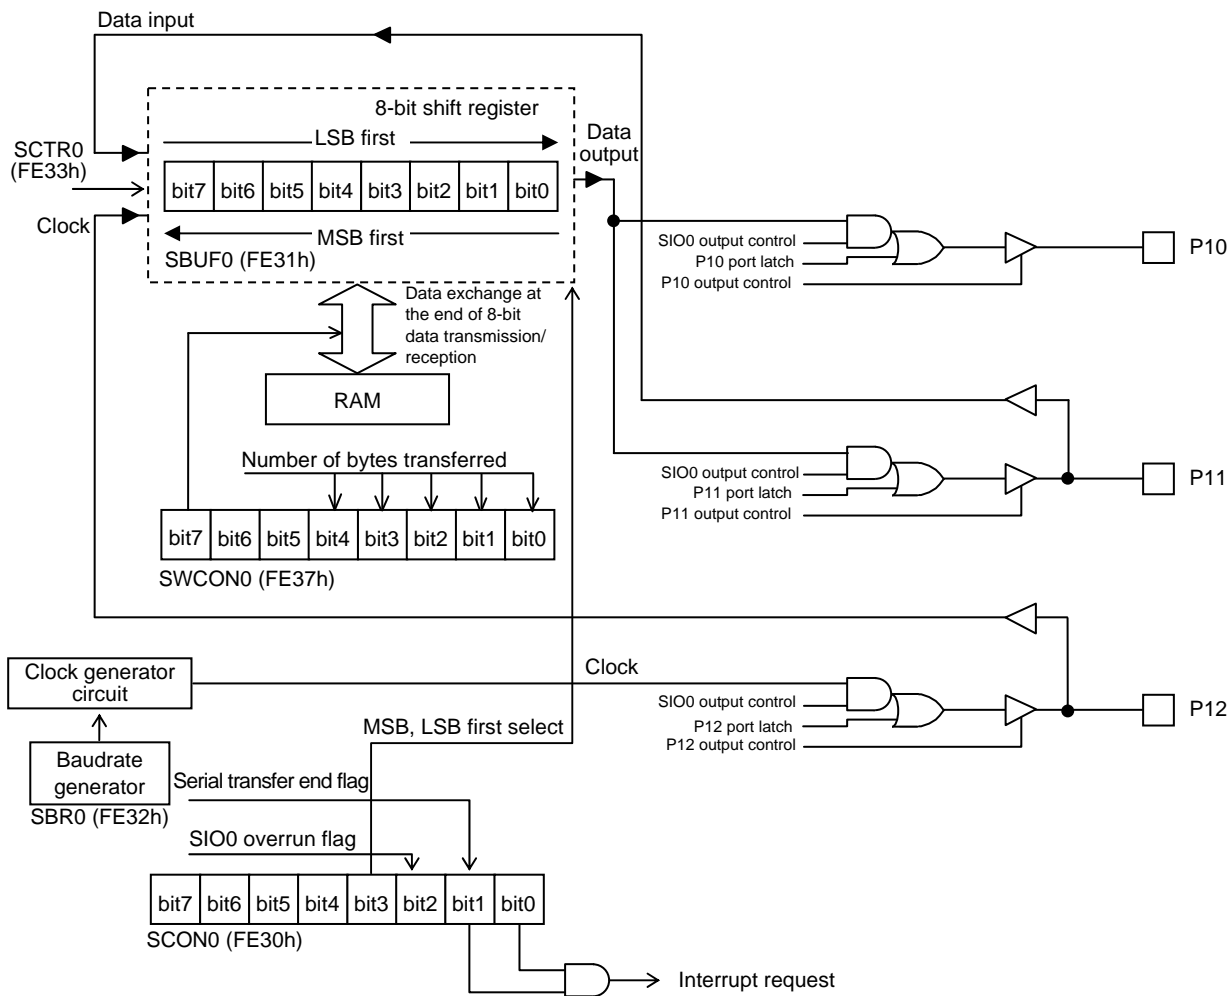 Data input
8-bit shift register
LSB first
Data
output
SCTR0
(FE33h)
bit7 bit6 bit5 bit4 bit3 bit2 bit1 bit0
Clock
MSB first
SBUF0 (FE31h)
SIO0 output control
P10 port latch
P10 output control
P10
Data exchange at
the end of 8-bit
data transmission/
reception
RAM
Number of bytes transferred
SIO0 output control
P11 port latch
P11 output control
P11
bit7 bit6 bit5 bit4 bit3 bit2 bit1 bit0
SWCON0 (FE37h)
Clock generator
circuit
Clock
SIO0 output control
P12 port latch
P12 output control
P12
MSB, LSB first select
Baudrate
generator
SBR0 (FE32h)
Serial transfer end flag
SIO0 overrun flag
bit7 bit6 bit5 bit4 bit3 bit2 bit1 bit0
SCON0 (FE30h)
Interrupt request